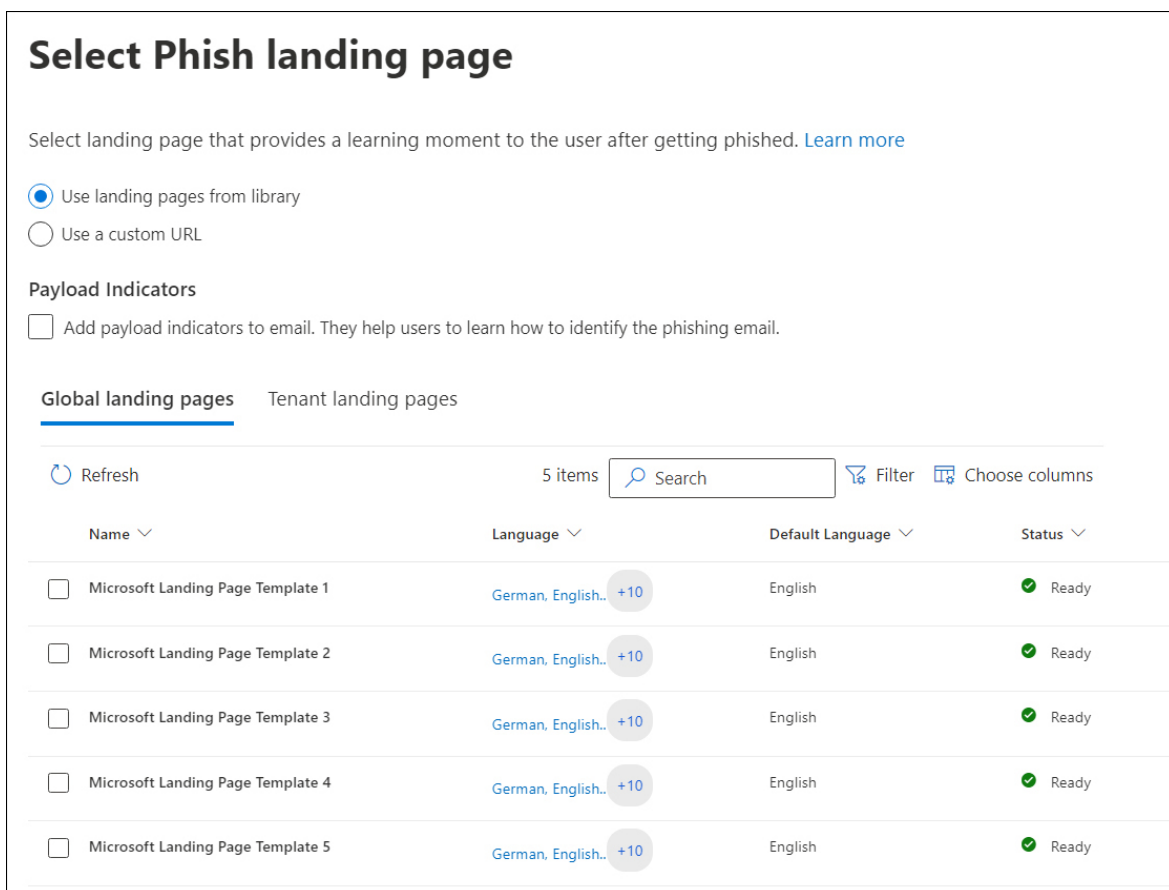 Select Phish landing page
Select landing page that provides a learning moment to the user after getting phished. Learn more
Use landing pages from library
Use a custom URL
Payload Indicators
Add payload indicators to email. They help users to learn how to identify the phishing email.
Global landing pages Tenant landing pages
Refresh 5 items Search Filter Choose columns
Name Language Default Language Status
Microsoft Landing Page Template 1 German, English.. +10 English Ready
Microsoft Landing Page Template 2 German, English.. +10 English Ready
Microsoft Landing Page Template 3 German, English.. +10 English Ready
Microsoft Landing Page Template 4 German, English.. +10 English Ready
Microsoft Landing Page Template 5 German, English.. +10 English Ready